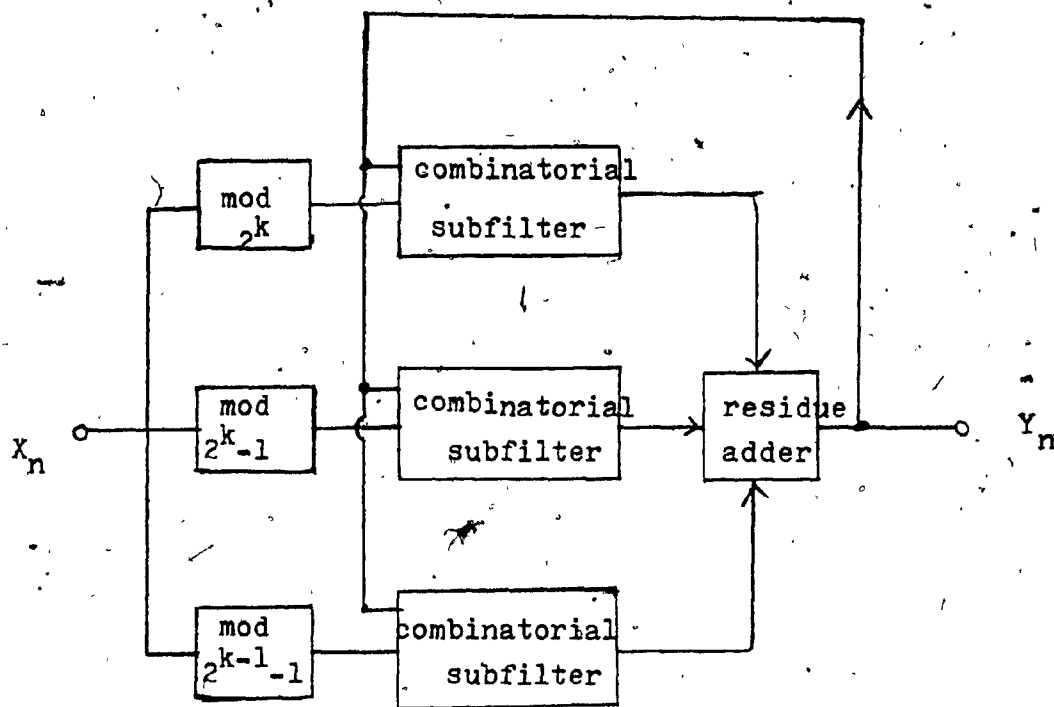 mod
2^k
combinatorial
subfilter
X_n
mod
2^k-1
combinatorial
subfilter
residue
adder
Y_n
mod
2^k-1-1
combinatorial
subfilter